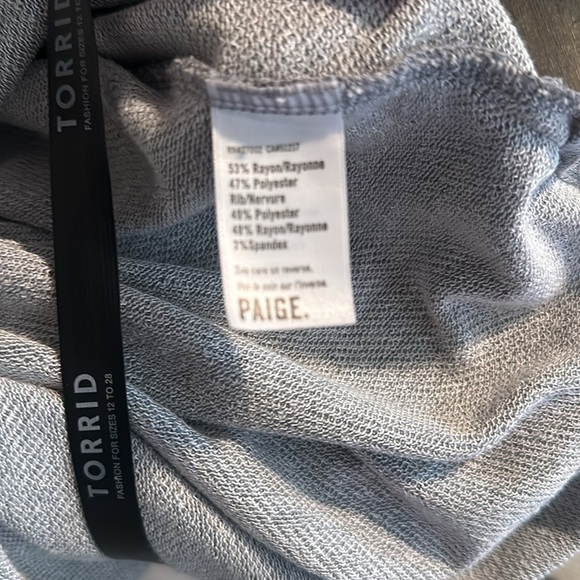 TORRID
FASHION FOR SIZES 12 TO
53% Rayon/Rayonne
47% Polyester
Rib/Nervure
49% Polyester
48% Rayon/Rayonne
3%Spandex
See care on reverse.
Voir le soin sur l'inverse.
PAIGE.
TORRID
FASHION FOR SIZES 12 TO 28